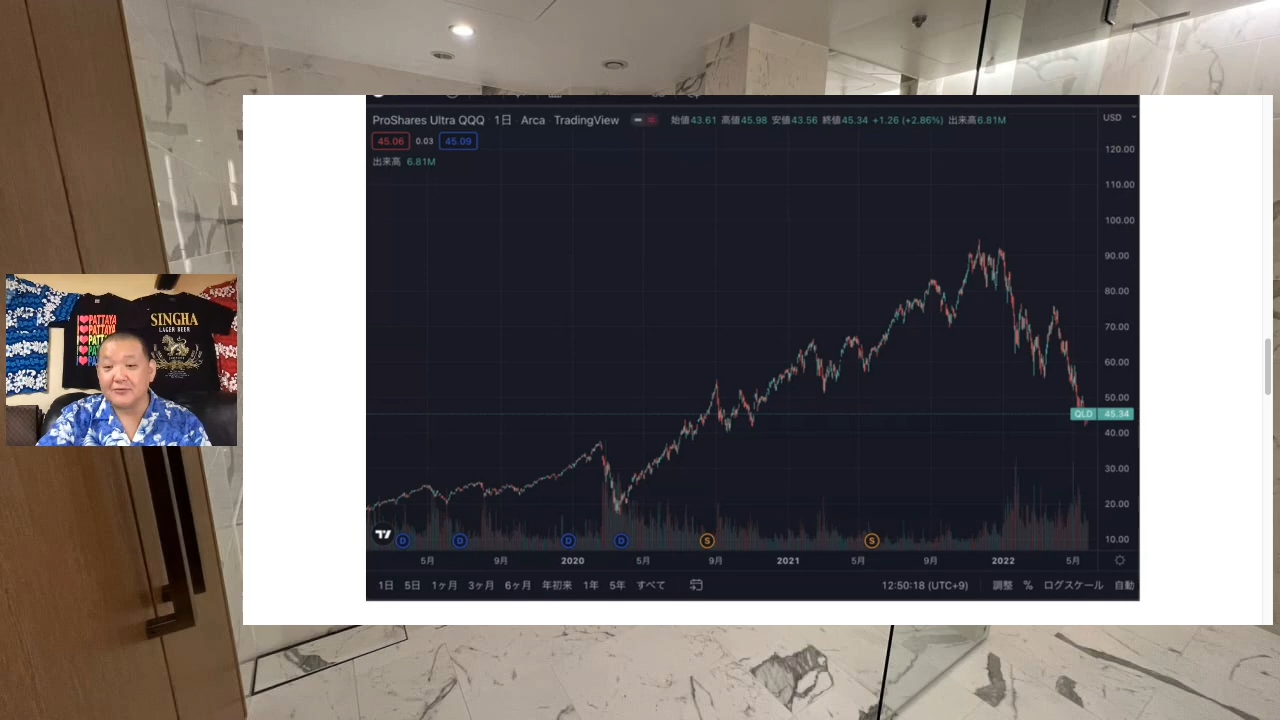 ProShares Ultra QQQ · 1日 · Arca · TradingView 始値43.61 高値45.98 安値43.56 終値45.34 +1.26 (+2.86%) 出来高6.81M USD
45.06 0.03 45.09
出来高 6.81M
120.00
110.00
100.00
90.00
80.00
70.00
60.00
50.00
QLD 45.34
40.00
30.00
20.00
10.00
D D D D S S
5月 9月 2020 5月 9月 2021 5月 9月 2022 5月
1日 5日 1ヶ月 3ヶ月 6ヶ月 年初来 1年 5年 すべて 12:50:18 (UTC+9) 調整 % ログスケール 自動
PATTAYA
PATTAYA
PATTAYA
SINGHA
LAGER BEER